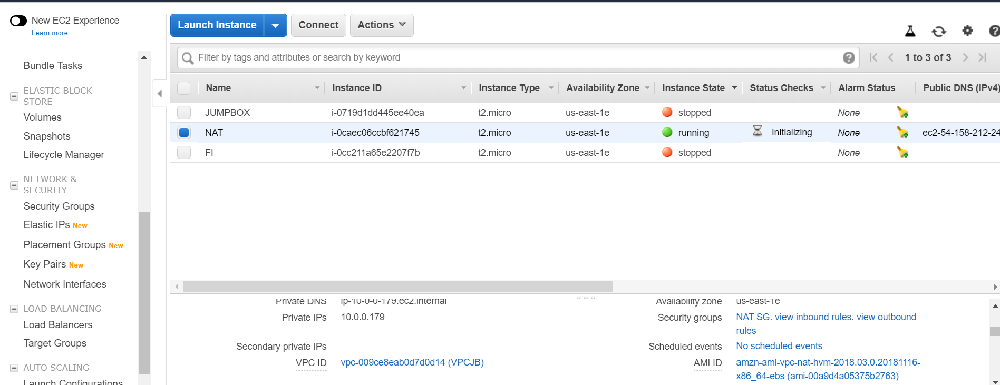 New EC2 Experience
Learn more
Bundle Tasks
ELASTIC BLOCK
STORE
Volumes
Snapshots
Lifecycle Manager
NETWORK &
SECURITY
Security Groups
Elastic IPs New
Placement Groups New
Key Pairs New
Network Interfaces
LOAD BALANCING
Load Balancers
Target Groups
AUTO SCALING
Launch Configurations
Launch Instance Connect Actions
Filter by tags and attributes or search by keyword 1 to 3 of 3
Name Instance ID Instance Type Availability Zone Instance State Status Checks Alarm Status Public DNS (IPv4)
JUMPBOX i-0719d1dd445ee40ea t2.micro us-east-1e stopped None
NAT i-0caec06ccbf621745 t2.micro us-east-1e running Initializing None ec2-54-158-212-24
FI i-0cc211a65e2207f7b t2.micro us-east-1e stopped None
Private DNS ip-10-0-0-179.ec2.internal Availability zone us-east-1e
Private IPs 10.0.0.179 Security groups NAT SG. view inbound rules. view outbound
rules
Secondary private IPs Scheduled events No scheduled events
VPC ID vpc-009ce8eab0d7d0d14 (VPCJB) AMI ID amzn-ami-vpc-nat-hvm-2018.03.0.20181116-
x86_64-ebs (ami-00a9d4a05375b2763)